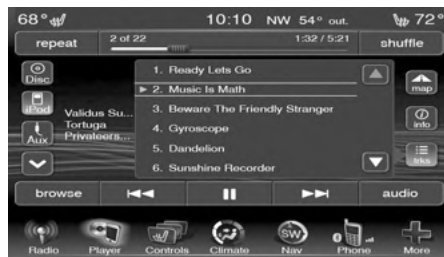 68° 10:10 NW 54° out. 72°
repeat 2 of 22 1:32 / 5:21 shuffle
Disc
iPod
Aux
Validus Su...
Tortuga
Privateers...
1. Ready Lets Go
2. Music Is Math
3. Beware The Friendly Stranger
4. Gyroscope
5. Dandelion
6. Sunshine Recorder
map
info
trks
browse audio
Radio Player Controls Climate SW Nav Phone More